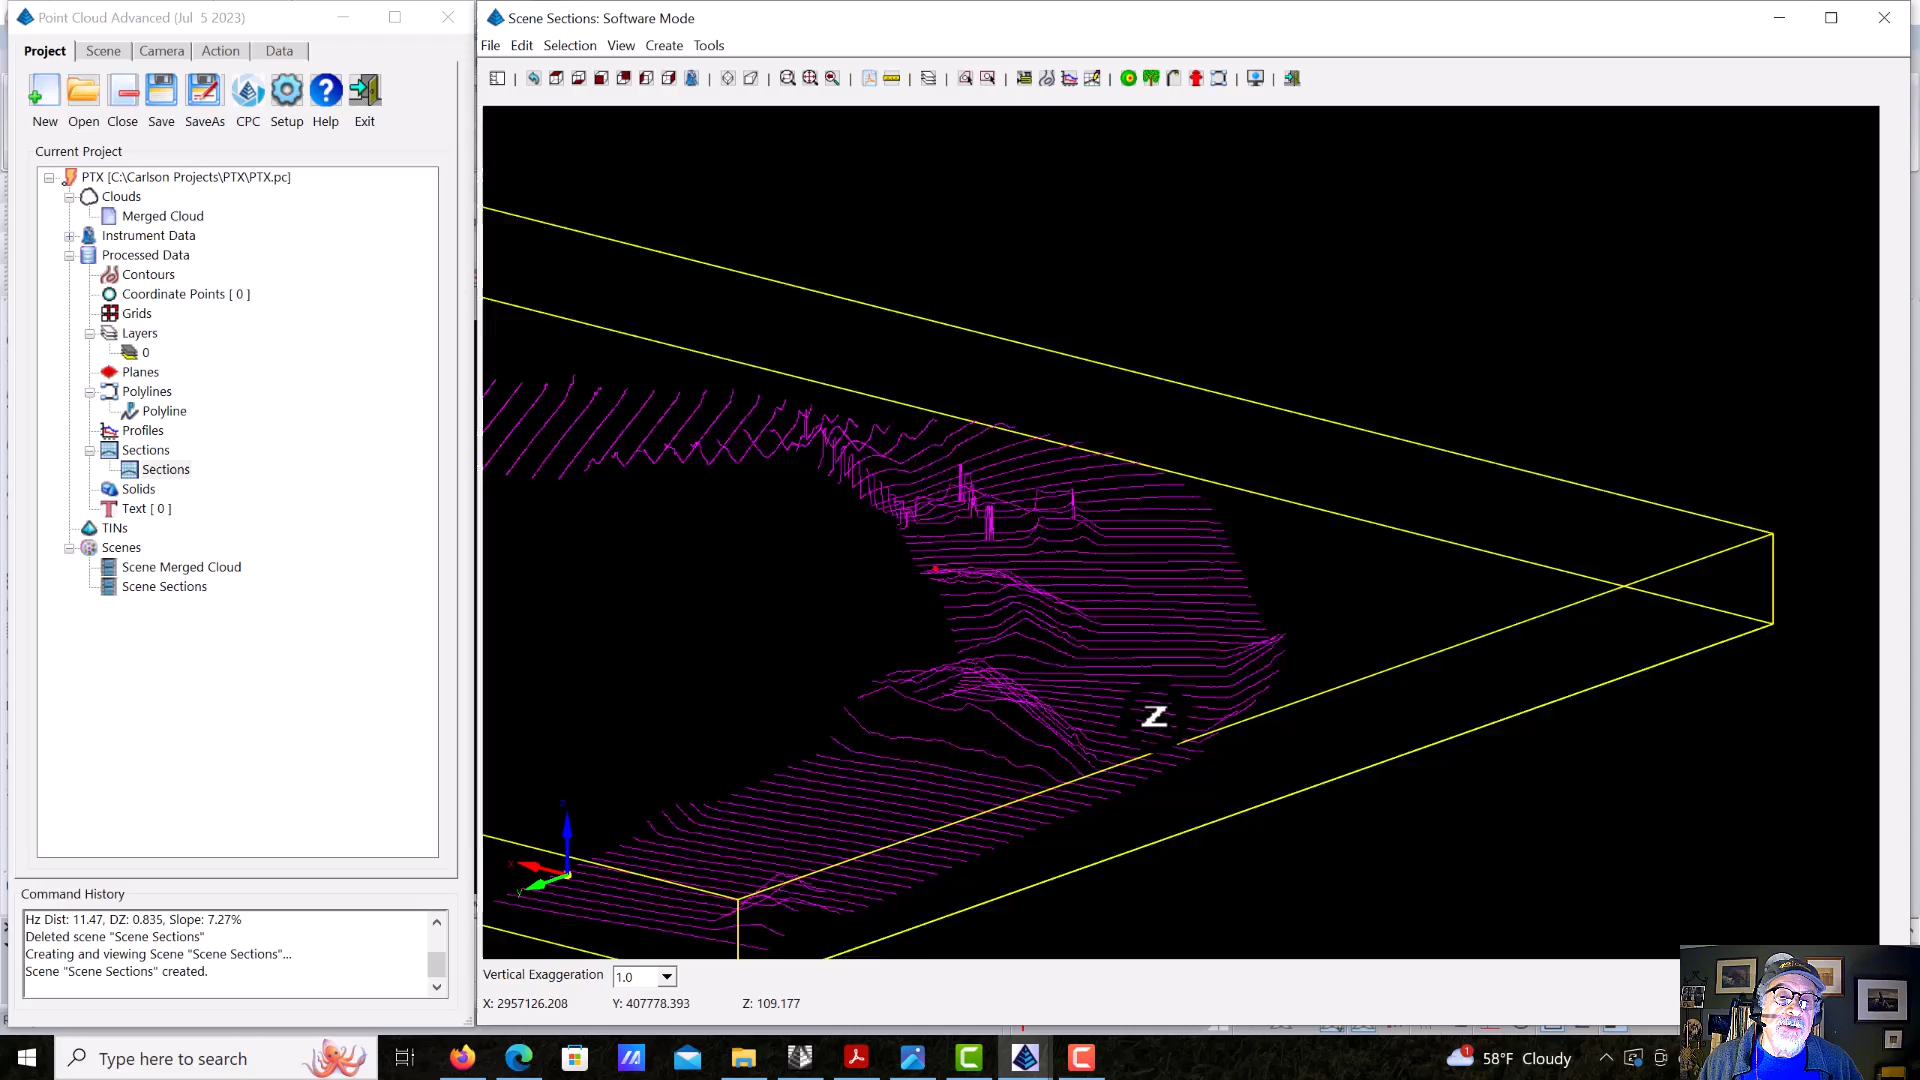 Point Cloud Advanced (Jul 5 2023)
Project
Scene
Camera
Action
Data
New
Open
Close
Save
SaveAs
CPC
Setup
Help
Exit
Current Project
PTX [C:\Carlson Projects\PTX\PTX.pc]
Clouds
Merged Cloud
Instrument Data
Processed Data
Contours
Coordinate Points [ 0 ]
Grids
Layers
0
Planes
Polylines
Polyline
Profiles
Sections
Sections
Solids
Text [ 0 ]
TINs
Scenes
Scene Merged Cloud
Scene Sections
Command History
Hz Dist: 11.47, DZ: 0.835, Slope: 7.27%
Deleted scene "Scene Sections"
Creating and viewing Scene "Scene Sections"...
Scene "Scene Sections" created.
Scene Sections: Software Mode
File Edit Selection View Create Tools
Z
z
x
y
Vertical Exaggeration 1.0
X: 2957126.208 Y: 407778.393 Z: 109.177
Type here to search
1
58°F Cloudy